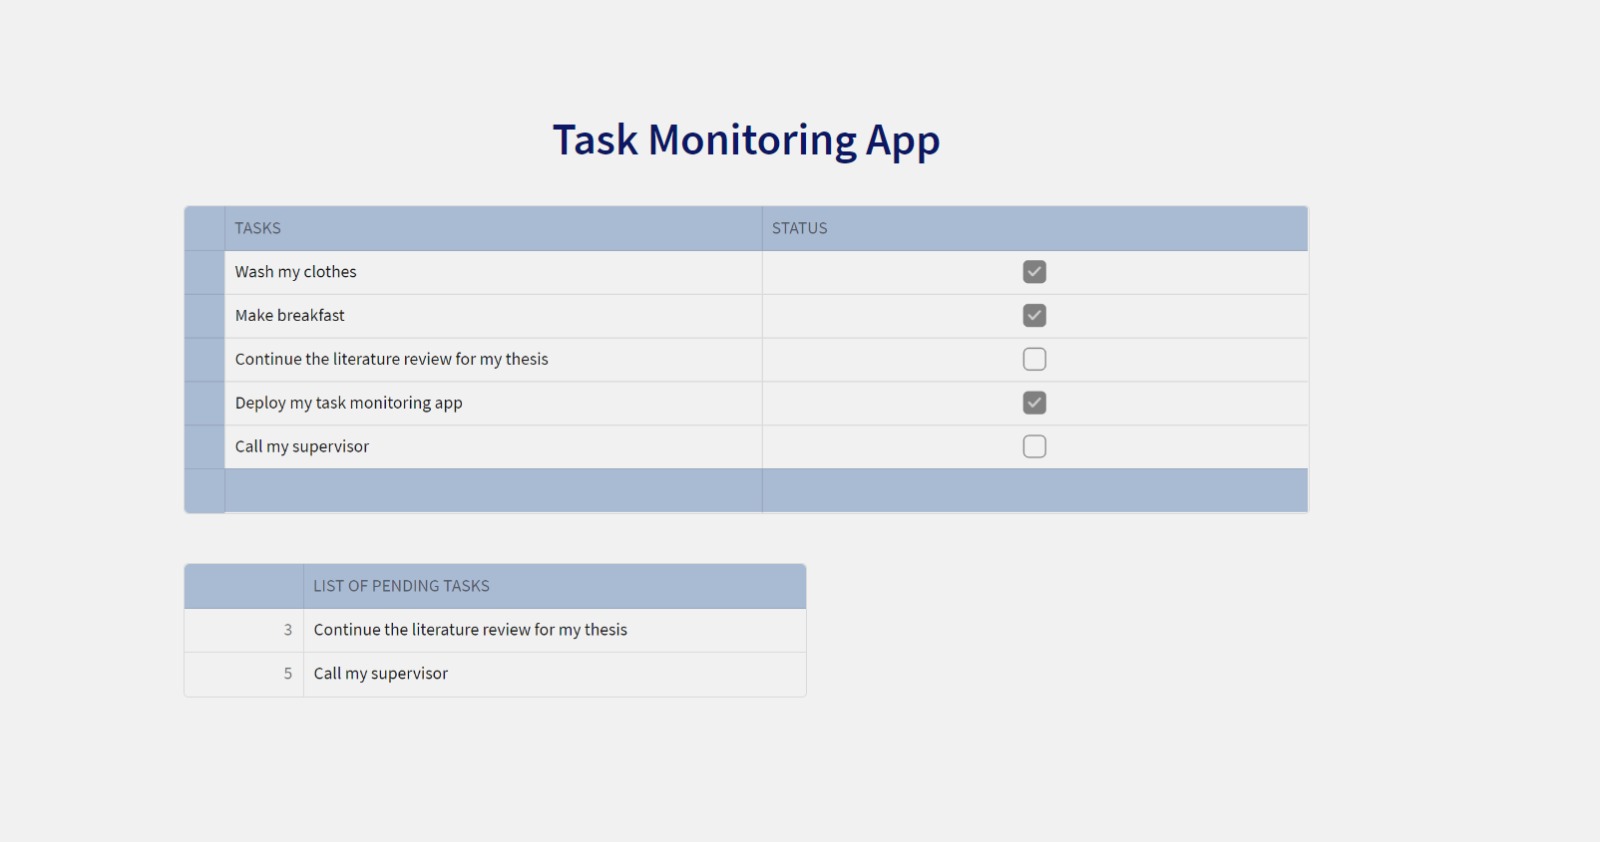 Task Monitoring App
TASKS STATUS
Wash my clothes
Make breakfast
Continue the literature review for my thesis
Deploy my task monitoring app
Call my supervisor
LIST OF PENDING TASKS
3 Continue the literature review for my thesis
5 Call my supervisor